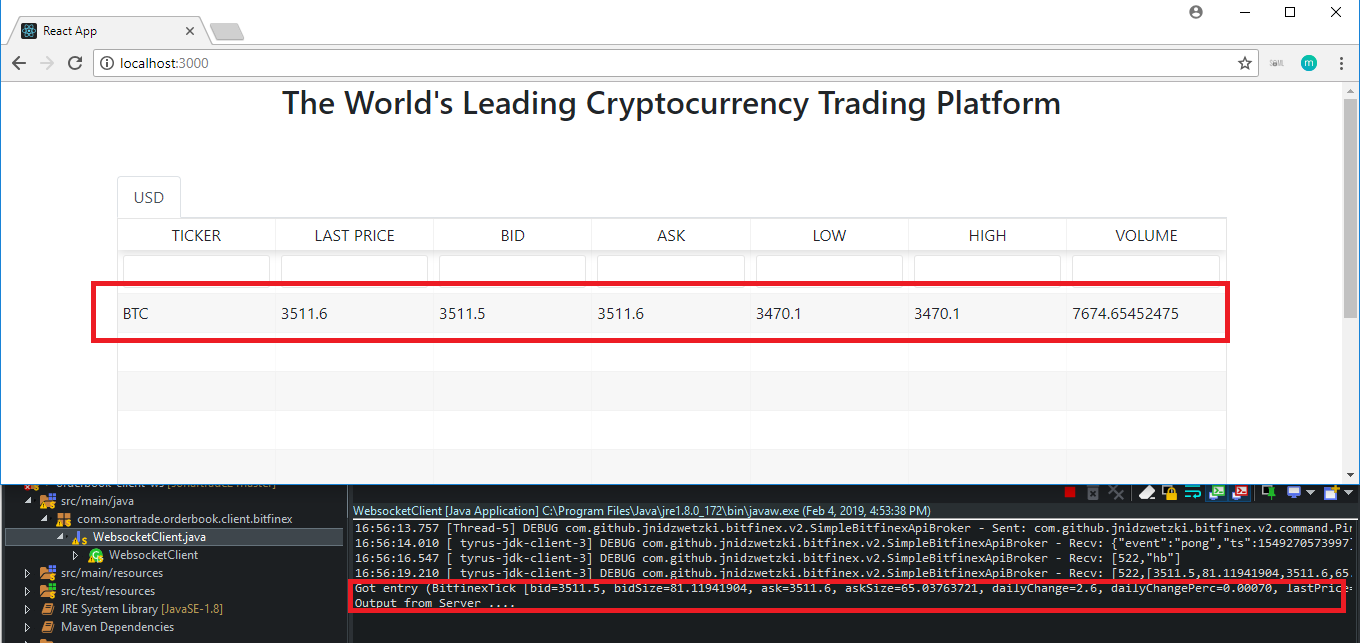 React App
localhost:3000
m
The World's Leading Cryptocurrency Trading Platform
USD
TICKER LAST PRICE BID ASK LOW HIGH VOLUME
BTC 3511.6 3511.5 3511.6 3470.1 3470.1 7674.65452475
src/main/java
com.sonartrade.orderbook.client.bitfinex
WebsocketClient.java
WebsocketClient
src/main/resources
src/test/resources
JRE System Library [JavaSE-1.8]
Maven Dependencies
WebsocketClient [Java Application] C:\Program Files\Java\jre1.8.0_172\bin\javaw.exe (Feb 4, 2019, 4:53:38 PM)
16:56:13.757 [Thread-5] DEBUG com.github.jnidzwetzki.bitfinex.v2.SimpleBitfinexApiBroker - Sent: com.github.jnidzwetzki.bitfinex.v2.command.Pin
16:56:14.010 [ tyrus-jdk-client-3] DEBUG com.github.jnidzwetzki.bitfinex.v2.SimpleBitfinexApiBroker - Recv: {"event":"pong","ts":1549270573997}
16:56:16.547 [ tyrus-jdk-client-3] DEBUG com.github.jnidzwetzki.bitfinex.v2.SimpleBitfinexApiBroker - Recv: [522,"hb"]
16:56:19.210 [ tyrus-jdk-client-3] DEBUG com.github.jnidzwetzki.bitfinex.v2.SimpleBitfinexApiBroker - Recv: [522,[3511.5,81.11941904,3511.6,65.
Got entry (BitfinexTick [bid=3511.5, bidSize=81.11941904, ask=3511.6, askSize=65.03763721, dailyChange=2.6, dailyChangePerc=0.00070, lastPrice=
Output from Server ....